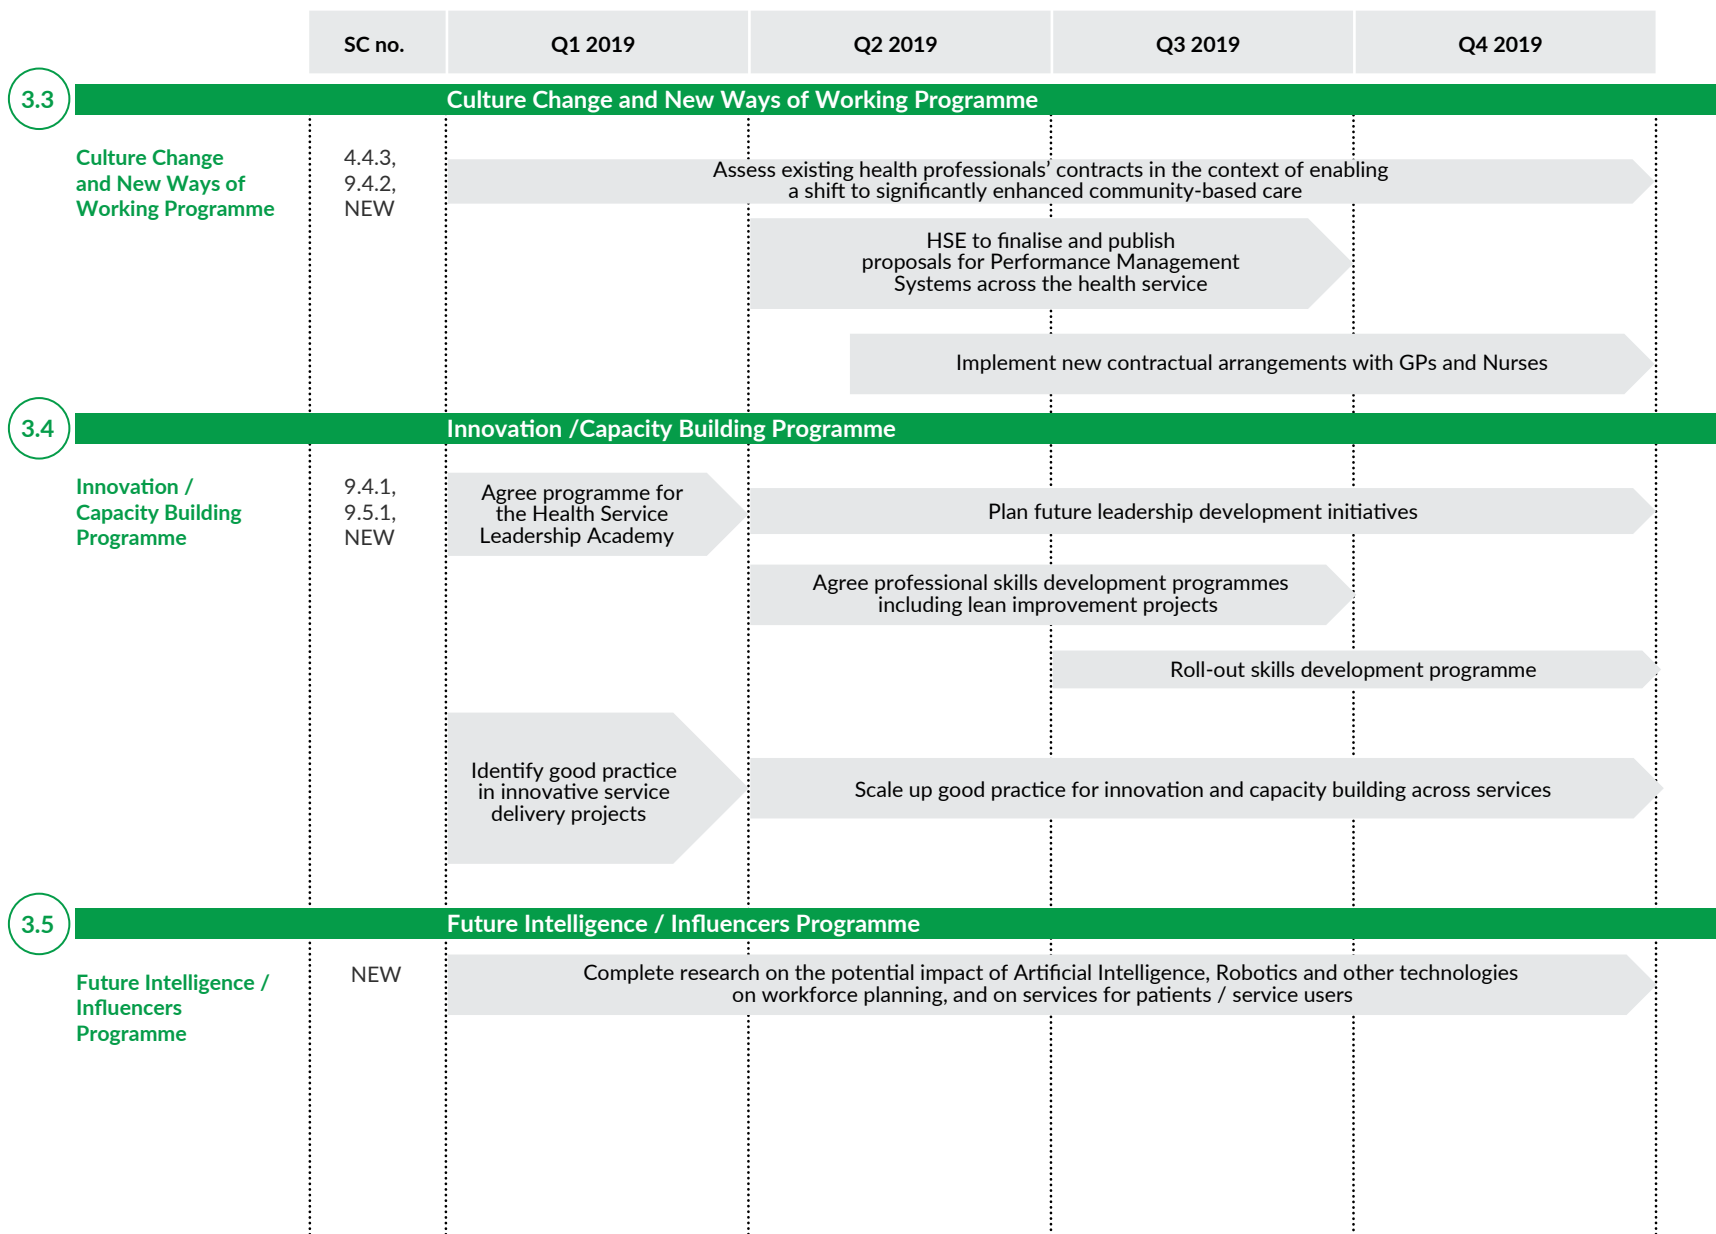 SC no.
Q1 2019
Q2 2019
Q3 2019
Q4 2019
3.3
Culture Change and New Ways of Working Programme
Culture Change
and New Ways of
Working Programme
4.4.3,
9.4.2,
NEW
Assess existing health professionals’ contracts in the context of enabling
a shift to significantly enhanced community-based care
HSE to finalise and publish
proposals for Performance Management
Systems across the health service
Implement new contractual arrangements with GPs and Nurses
3.4
Innovation /Capacity Building Programme
Innovation /
Capacity Building
Programme
9.4.1,
9.5.1,
NEW
Agree programme for
the Health Service
Leadership Academy
Plan future leadership development initiatives
Agree professional skills development programmes
including lean improvement projects
Roll-out skills development programme
Identify good practice
in innovative service
delivery projects
Scale up good practice for innovation and capacity building across services
3.5
Future Intelligence / Influencers Programme
Future Intelligence /
Influencers
Programme
NEW
Complete research on the potential impact of Artificial Intelligence, Robotics and other technologies
on workforce planning, and on services for patients / service users